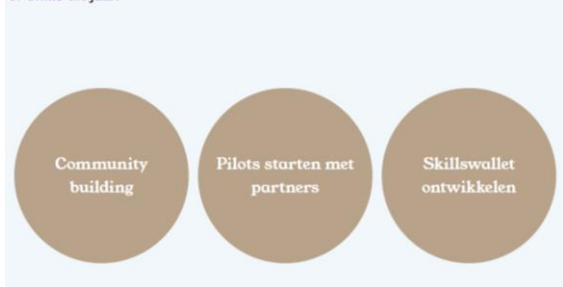 Community
building
Pilots starten met
partners
Skillswallet
ontwikkelen